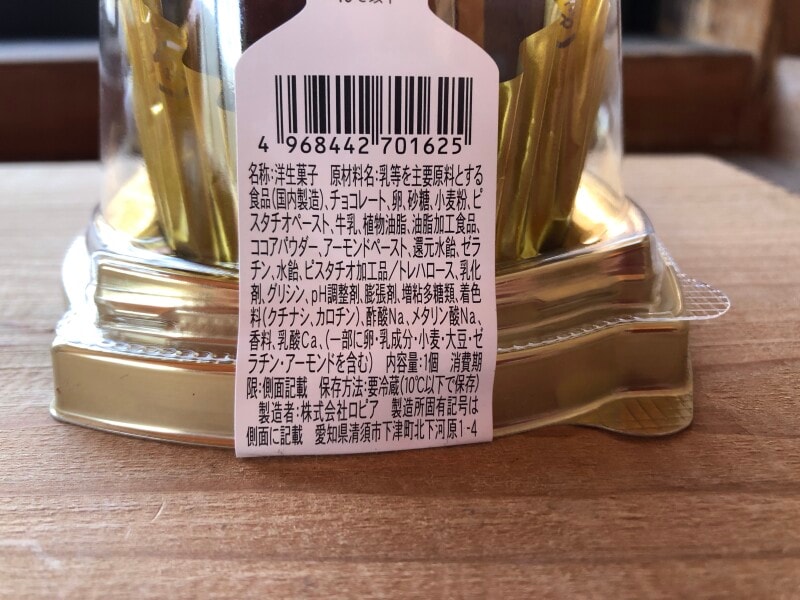 4 968442 701625
名称:洋生菓子 原材料名:乳等を主要原料とする
食品(国内製造)、チョコレート、卵、砂糖、小麦粉、ピ
スタチオペースト、牛乳、植物油脂、油脂加工食品、
ココアパウダー、アーモンドペースト、還元水飴、ゼラ
チン、水飴、ピスタチオ加工品/トレハロース、乳化
剤、グリシン、pH調整剤、膨張剤、増粘多糖類、着色
料(クチナシ、カロチン)、酢酸Na、メタリン酸Na、
香料、乳酸Ca、(一部に卵・乳成分・小麦・大豆・ゼ
ラチン・アーモンドを含む) 内容量:1個 消費期
限:側面記載 保存方法:要冷蔵(10℃以下で保存)
製造者:株式会社ロピア 製造所固有記号は
側面に記載 愛知県清須市下津町北下河原1-4